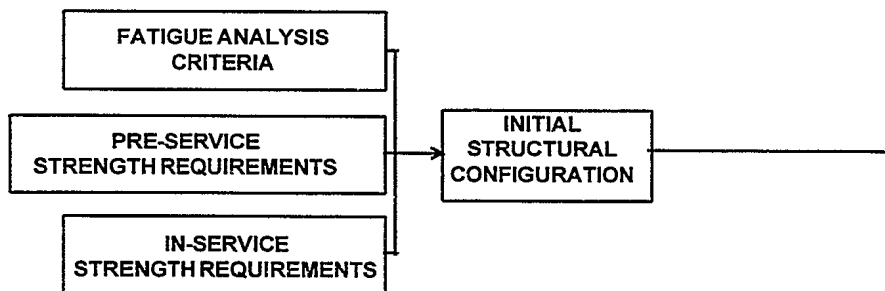 FATIGUE ANALYSIS
CRITERIA
PRE-SERVICE
STRENGTH REQUIREMENTS
IN-SERVICE
STRENGTH REQUIREMENTS
INITIAL
STRUCTURAL
CONFIGURATION